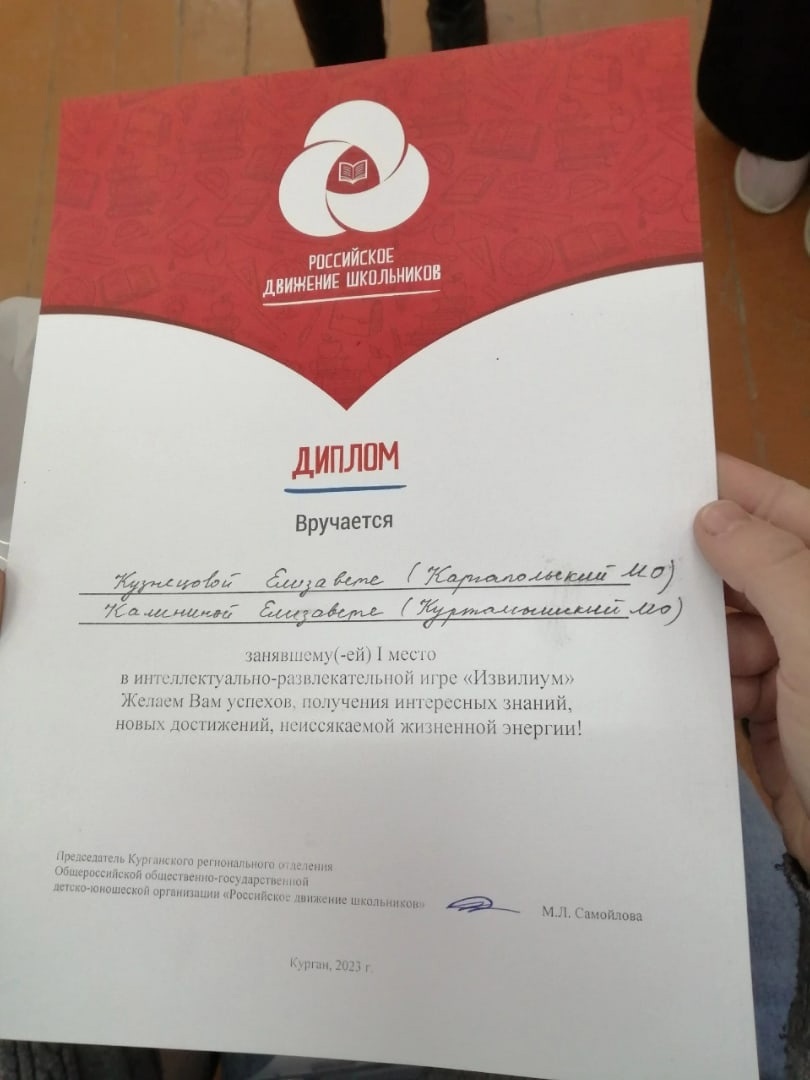 РОССИЙСКОЕ
ДВИЖЕНИЕ ШКОЛЬНИКОВ
ДИПЛОМ
Вручается
Кузнецовой Елизавете (Каргапольский МО)
Калининой Елизавете (Куртамышский МО)
занявшему(-ей) I место
в интеллектуально-развлекательной игре «Извилиум»
Желаем Вам успехов, получения интересных знаний,
новых достижений, неиссякаемой жизненной энергии!
Председатель Курганского регионального отделения
Общероссийской общественно-государственной
детско-юношеской организации «Российское движение школьников»
М.Л. Самойлова
Курган, 2023 г.